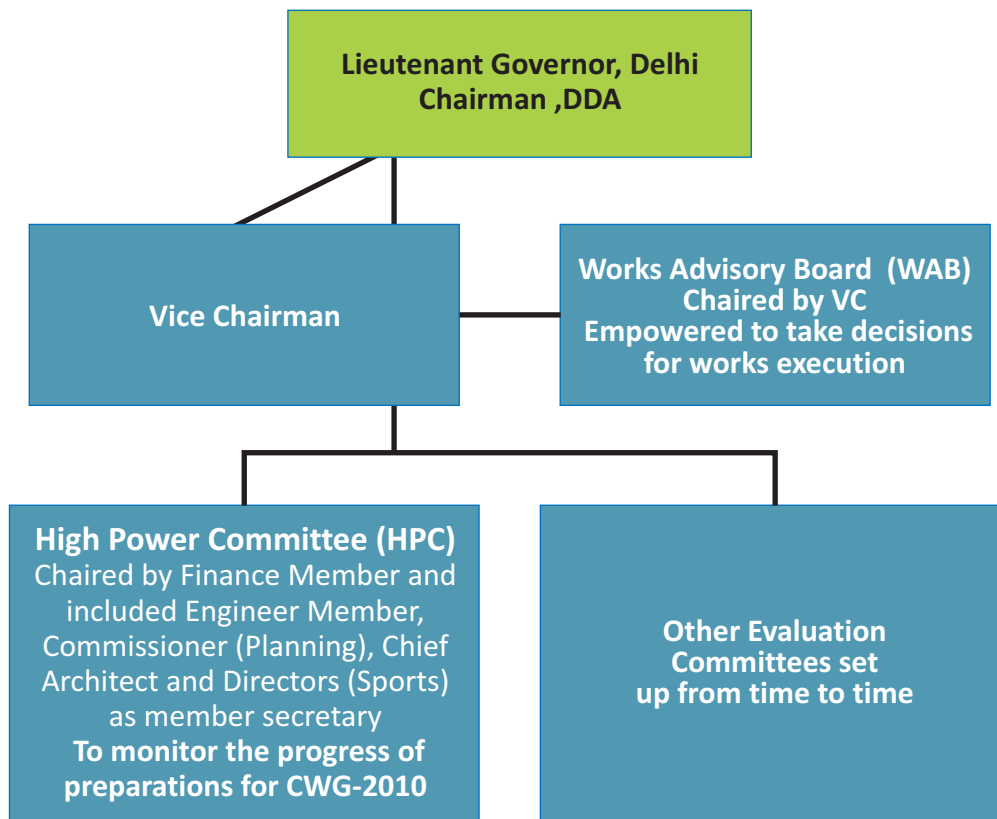 Lieutenant Governor, Delhi
Chairman ,DDA
Vice Chairman
Works Advisory Board (WAB)
Chaired by VC
Empowered to take decisions
for works execution
High Power Committee (HPC)
Chaired by Finance Member and
included Engineer Member,
Commissioner (Planning), Chief
Architect and Directors (Sports)
as member secretary
To monitor the progress of
preparations for CWG-2010
Other Evaluation
Committees set
up from time to time